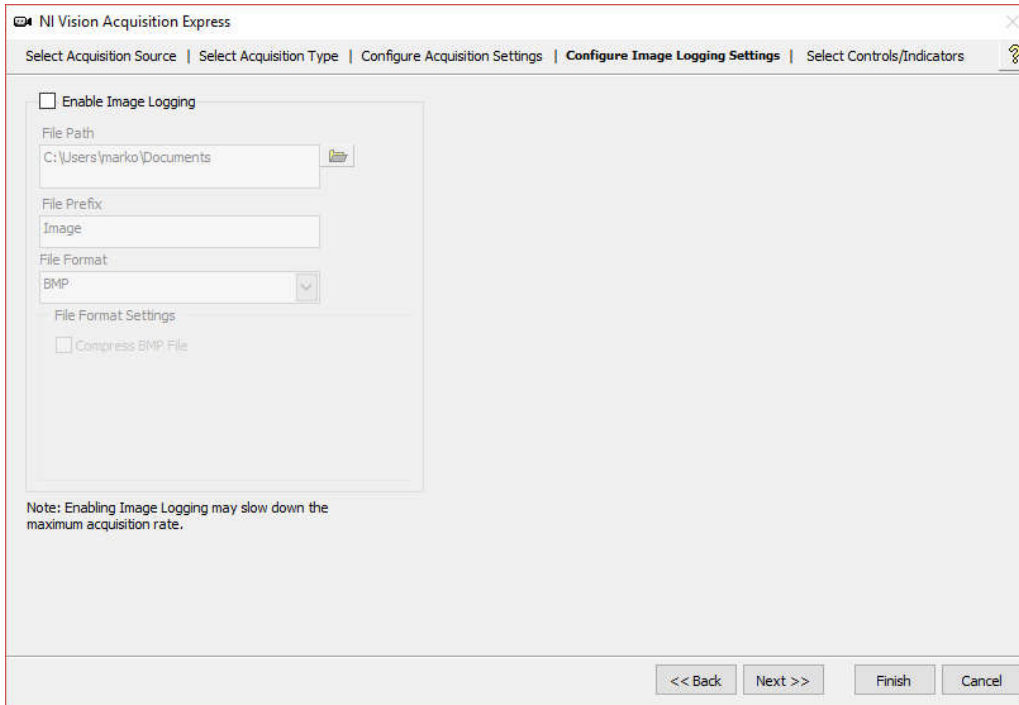 NI Vision Acquisition Express
Select Acquisition Source | Select Acquisition Type | Configure Acquisition Settings | Configure Image Logging Settings | Select Controls/Indicators
Enable Image Logging
File Path
C:\Users\marko\Documents
File Prefix
Image
File Format
BMP
File Format Settings
Compress BMP File
Note: Enabling Image Logging may slow down the
maximum acquisition rate.
<< Back Next >> Finish Cancel